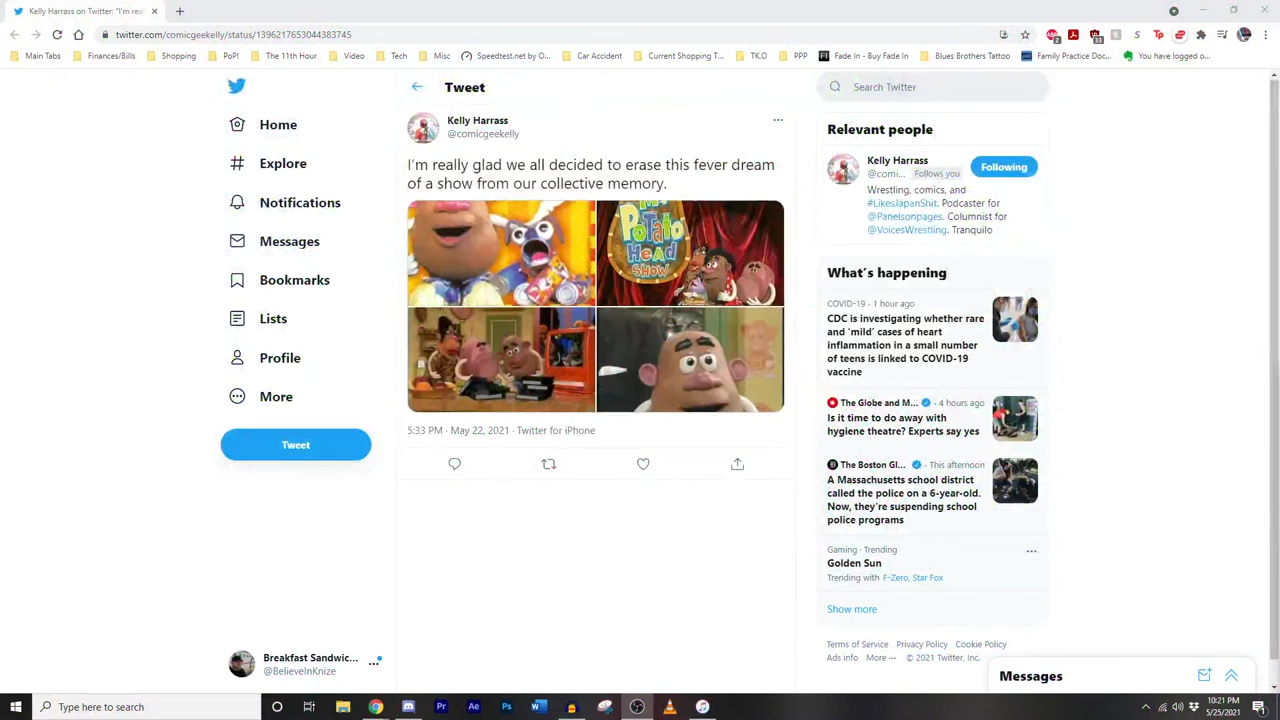 Kelly Harrass on Twitter: "I'm rea
twitter.com/comicgeekelly/status/1396217653044383745
Main Tabs
Finances/Bills
Shopping
PoP!
The 11th Hour
Video
Tech
Misc
Speedtest.net by O...
Car Accident
Current Shopping T...
TK.O
PPP
Fade In - Buy Fade In
Blues Brothers Tattoo
Family Practice Doc...
You have logged o...
Home
Explore
Notifications
Messages
Bookmarks
Lists
Profile
More
Tweet
Breakfast Sandwic...
@BelieveInKnize
Tweet
Kelly Harrass
@comicgeekelly
I'm really glad we all decided to erase this fever dream
of a show from our collective memory.
POTATO
HEAD
SHOW
5:33 PM · May 22, 2021 · Twitter for iPhone
Search Twitter
Relevant people
Kelly Harrass
@comi... Follows you
Following
Wrestling, comics, and
#LikesJapanShit. Podcaster for
@Panelsonpages. Columnist for
@VoicesWrestling. Tranquilo
What's happening
COVID-19 · 1 hour ago
CDC is investigating whether rare
and 'mild' cases of heart
inflammation in a small number
of teens is linked to COVID-19
vaccine
The Globe and M... · 4 hours ago
Is it time to do away with
hygiene theatre? Experts say yes
The Boston Gl... · This afternoon
A Massachusetts school district
called the police on a 6-year-old.
Now, they're suspending school
police programs
Gaming · Trending
Golden Sun
Trending with F-Zero, Star Fox
Show more
Terms of Service Privacy Policy Cookie Policy
Ads info More ··· © 2021 Twitter, Inc.
Messages
Type here to search
10:21 PM
5/25/2021